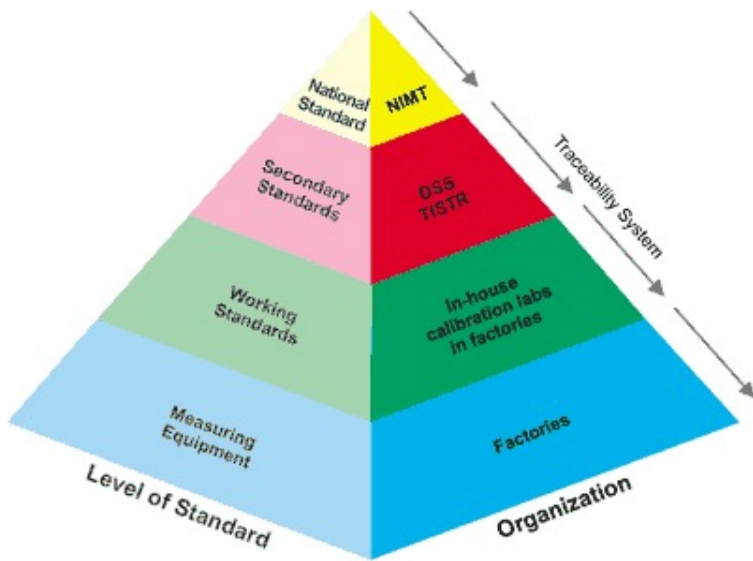 National
Standard
NIMT
Secondary
Standards
DSS
TISTR
Traceability System
Working
Standards
In-house
calibration labs
in factories
Measuring
Equipment
Factories
Level of Standard
Organization